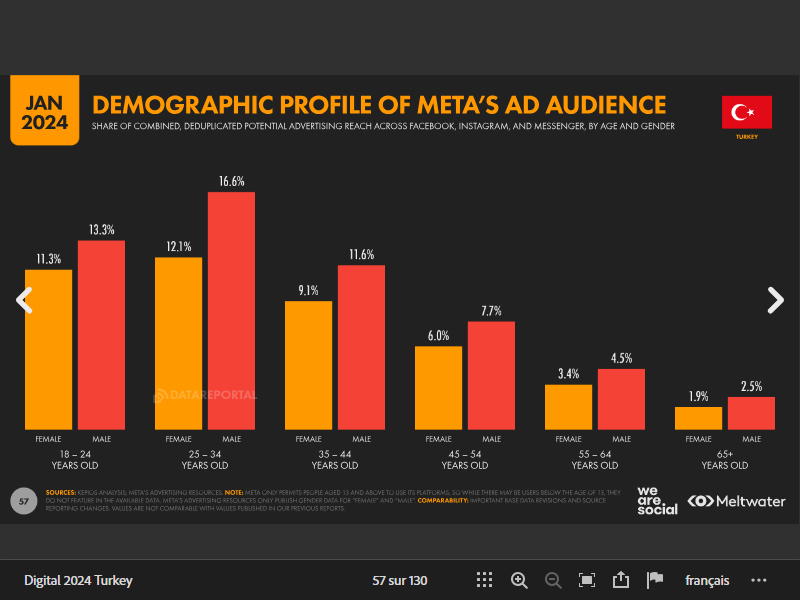 JAN
2024
DEMOGRAPHIC PROFILE OF META'S AD AUDIENCE
SHARE OF COMBINED, DEDUPLICATED POTENTIAL ADVERTISING REACH ACROSS FACEBOOK, INSTAGRAM, AND MESSENGER, BY AGE AND GENDER
TURKEY
11.3%
13.3%
12.1%
16.6%
9.1%
11.6%
6.0%
7.7%
3.4%
4.5%
1.9%
2.5%
DATAREPORTAL
FEMALE MALE FEMALE MALE FEMALE MALE FEMALE MALE FEMALE MALE FEMALE MALE
18 – 24 25 – 34 35 – 44 45 – 54 55 – 64 65+
YEARS OLD YEARS OLD YEARS OLD YEARS OLD YEARS OLD YEARS OLD
57
SOURCES: KEPIOS ANALYSIS; META'S ADVERTISING RESOURCES. NOTE: META ONLY PERMITS PEOPLE AGED 13 AND ABOVE TO USE ITS PLATFORMS, SO WHILE THERE MAY BE USERS BELOW THE AGE OF 13, THEY
DO NOT FEATURE IN THE AVAILABLE DATA. META'S ADVERTISING RESOURCES ONLY PUBLISH GENDER DATA FOR "FEMALE" AND "MALE". COMPARABILITY: IMPORTANT BASE DATA REVISIONS AND SOURCE
REPORTING CHANGES. VALUES ARE NOT COMPARABLE WITH VALUES PUBLISHED IN OUR PREVIOUS REPORTS.
we
are.
social
Meltwater
Digital 2024 Turkey
57 sur 130
français